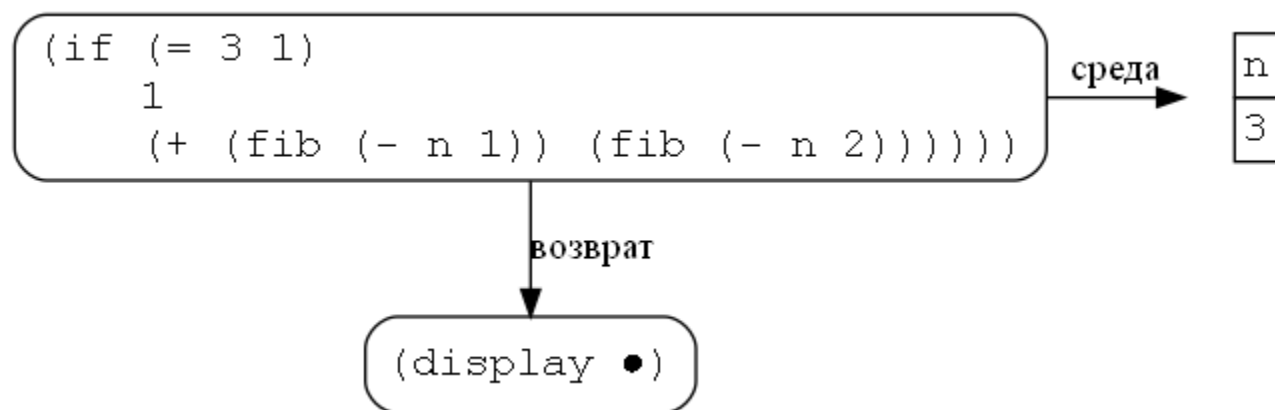 (if (= 3 1)
1
(+ (fib (- n 1)) (fib (- n 2))))))
среда
n
3
возврат
(display ●)